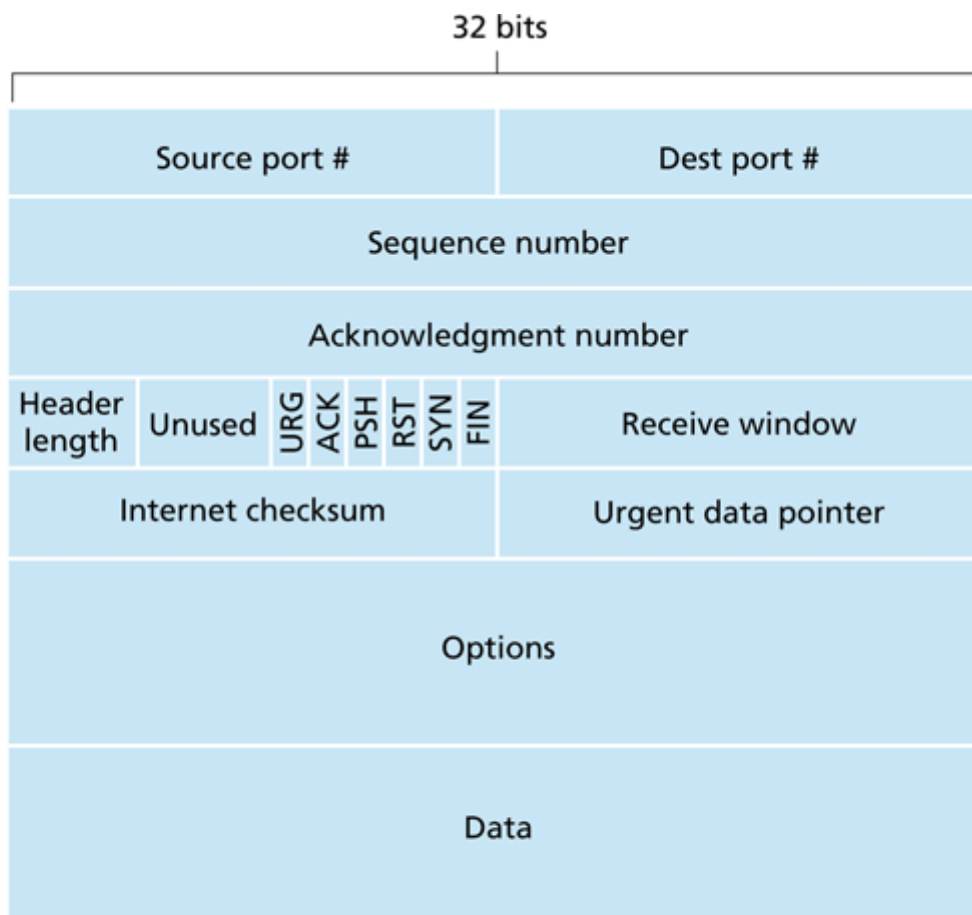 32 bits
Source port #
Dest port #
Sequence number
Acknowledgment number
Header
length
Unused
URG
ACK
PSH
RST
SYN
FIN
Receive window
Internet checksum
Urgent data pointer
Options
Data